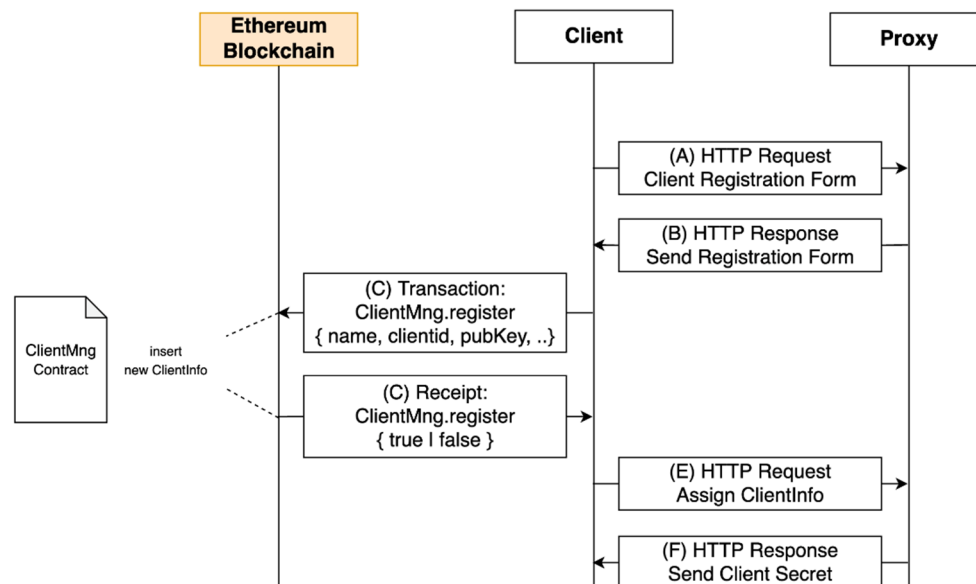 Ethereum
Blockchain
Client
Proxy
(A) HTTP Request
Client Registration Form
(B) HTTP Response
Send Registration Form
(C) Transaction:
ClientMng.register
{ name, clientid, pubKey, ..}
ClientMng
Contract
insert
new ClientInfo
(C) Receipt:
ClientMng.register
{ true | false }
(E) HTTP Request
Assign ClientInfo
(F) HTTP Response
Send Client Secret